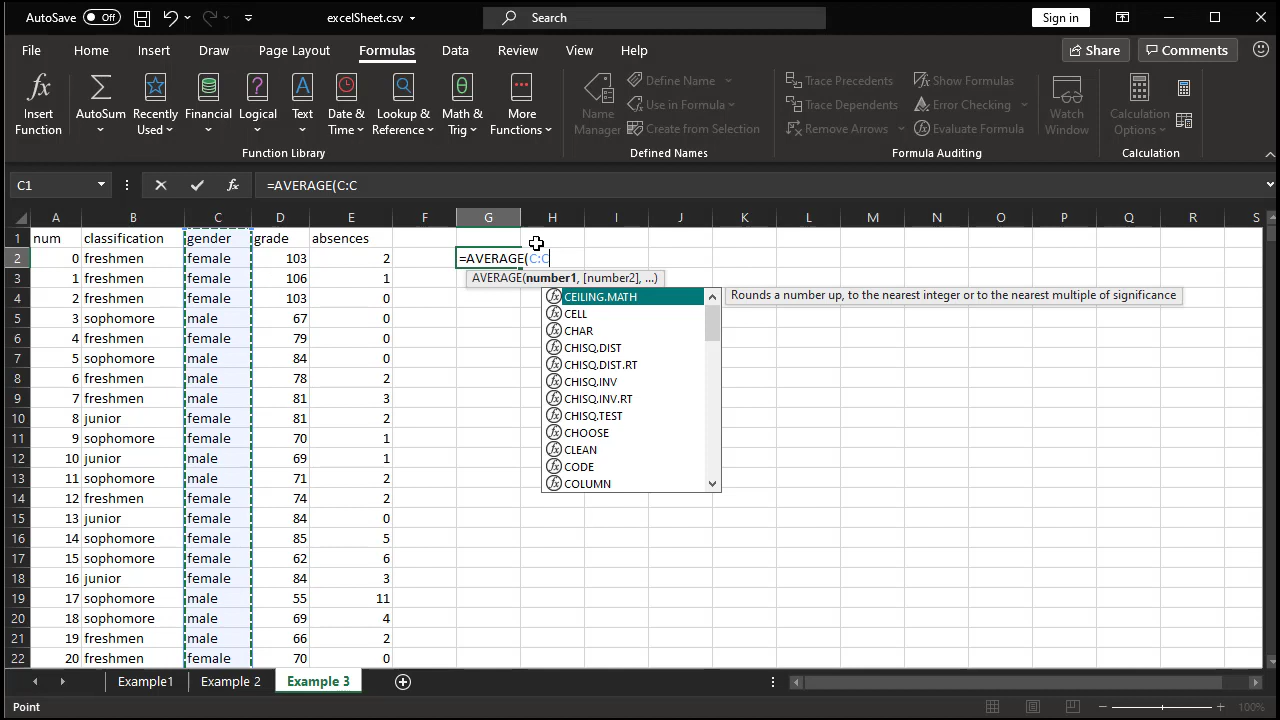 AutoSave Off excelSheet.csv Search Sign in
File Home Insert Draw Page Layout Formulas Data Review View Help Share Comments
Insert Function AutoSum Recently Used Financial Logical Text Date & Time Lookup & Reference Math & Trig More Functions Name Manager Define Name Use in Formula Create from Selection Trace Precedents Trace Dependents Remove Arrows Show Formulas Error Checking Evaluate Formula Watch Window Calculation Options
Function Library Defined Names Formula Auditing Calculation
C1 fx =AVERAGE(C:C
A B C D E F G H I J K L M N O P Q R S
1 num classification gender grade absences
2 0 freshmen female 103 2 =AVERAGE(C:C
3 1 freshmen female 106 1 AVERAGE(number1, [number2], ...)
4 2 freshmen female 103 0 CEILING.MATH Rounds a number up, to the nearest integer or to the nearest multiple of significance
5 3 sophomore male 67 0 CELL
6 4 freshmen female 79 0 CHAR
7 5 sophomore male 84 0 CHISQ.DIST
CHISQ.DIST.RT
8 6 freshmen male 78 2 CHISQ.INV
9 7 freshmen male 81 3 CHISQ.INV.RT
10 8 junior female 81 2 CHISQ.TEST
11 9 sophomore female 70 1 CHOOSE
12 10 junior male 69 1 CLEAN
13 11 sophomore male 71 2 CODE
14 12 freshmen female 74 2 COLUMN
15 13 junior female 84 0
16 14 sophomore female 85 5
17 15 sophomore female 62 6
18 16 junior female 84 3
19 17 sophomore male 55 11
20 18 sophomore male 69 4
21 19 freshmen male 66 2
22 20 freshmen female 70 0
Example1 Example 2 Example 3
Point 100%